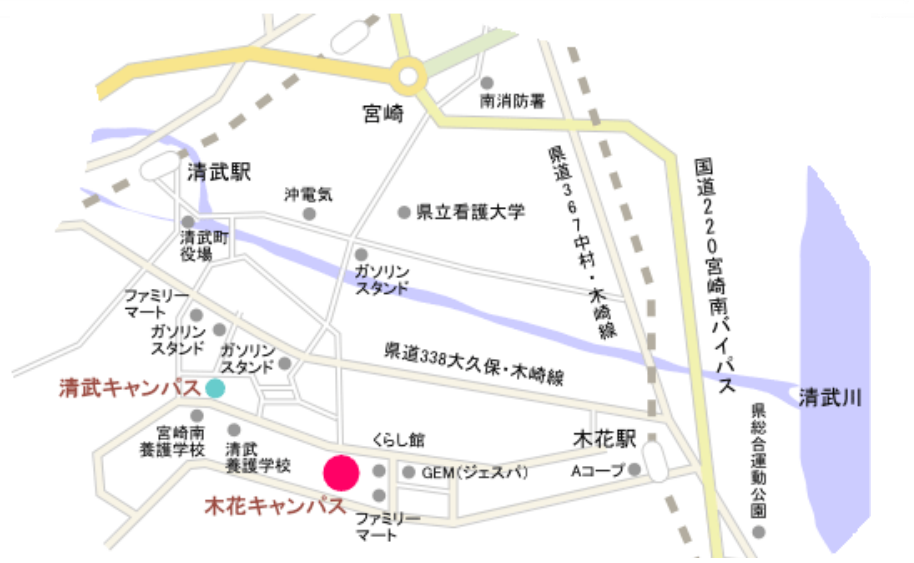 宮崎
南消防署
清武駅
沖電気
県立看護大学
清武町
役場
ガソリン
スタンド
県道367中村・木崎線
国道220宮崎南バイパス
ファミリー
マート
ガソリン
スタンド
ガソリン
スタンド
県道338大久保・木崎線
清武キャンパス
清武川
宮崎南
養護学校
清武
養護学校
くらし館
木花駅
県総合運動公園
GEM(ジェスパ)
Aコープ
木花キャンパス
ファミリー
マート